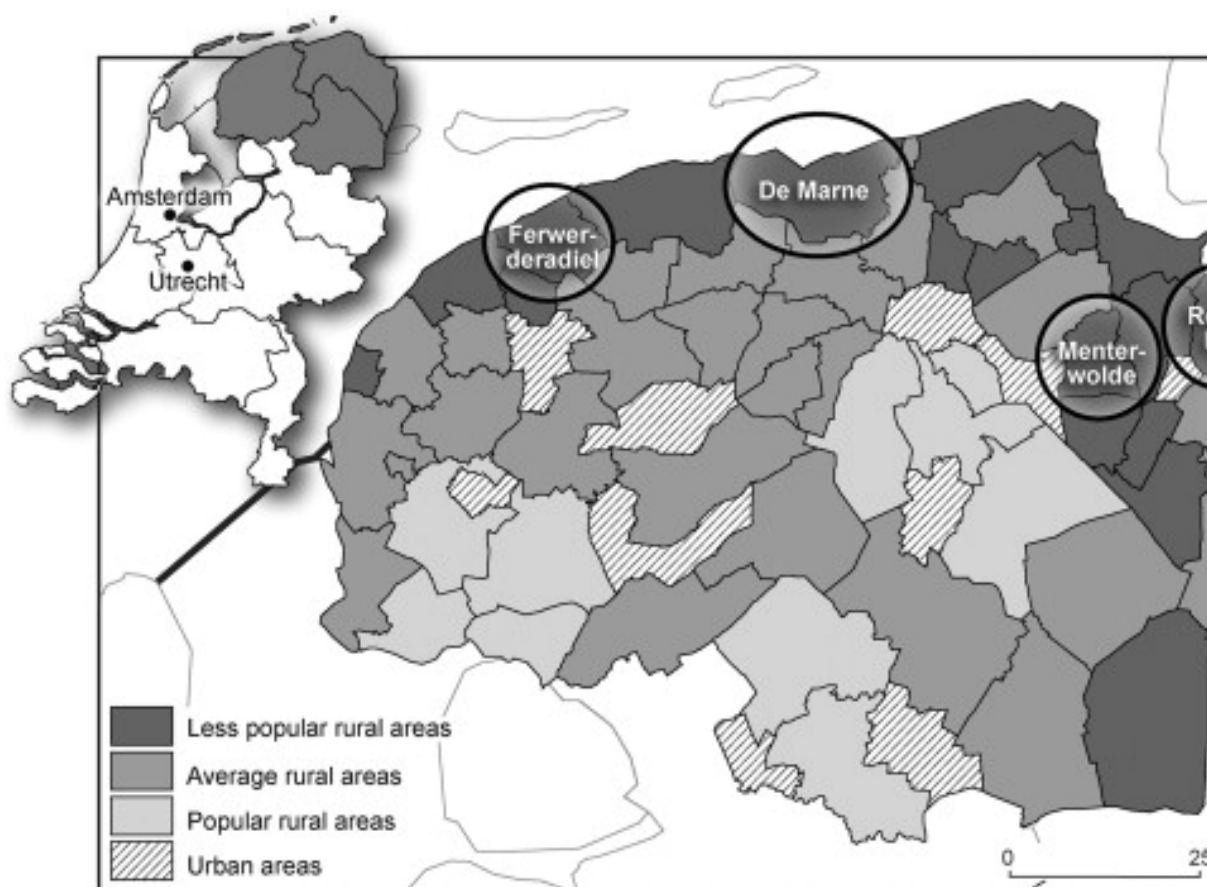 Amsterdam
Utrecht
De Marne
Ferwer-
deradiel
Menter-
wolde
Less popular rural areas
Average rural areas
Popular rural areas
Urban areas
0 25